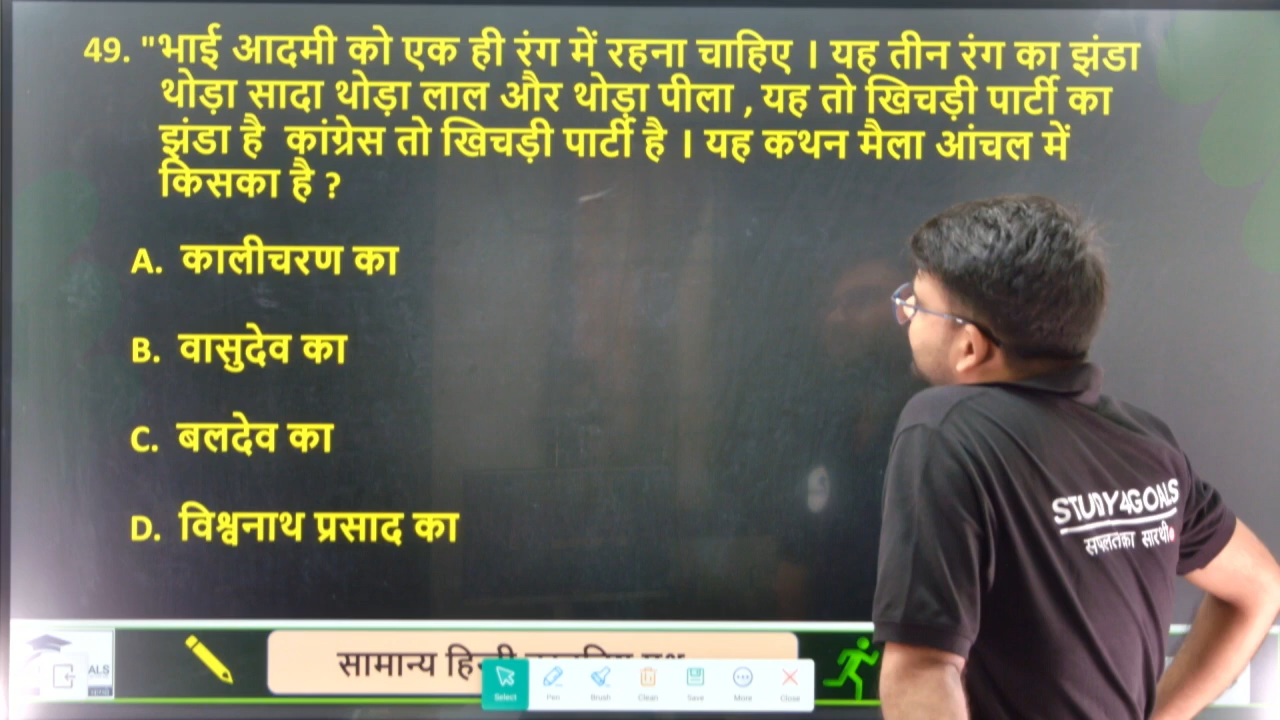 49. "भाई आदमी को एक ही रंग में रहना चाहिए । यह तीन रंग का झंडा
थोड़ा सादा थोड़ा लाल और थोड़ा पीला , यह तो खिचड़ी पार्टी का
झंडा है कांग्रेस तो खिचड़ी पार्टी है । यह कथन मैला आंचल में
किसका है ?
A. कालीचरण का
B. वासुदेव का
C. बलदेव का
D. विश्वनाथ प्रसाद का
STUDY4GOALS
सफलता का सारथी
ALS
सामान्य
Select Pen Brush Clean Save More Close